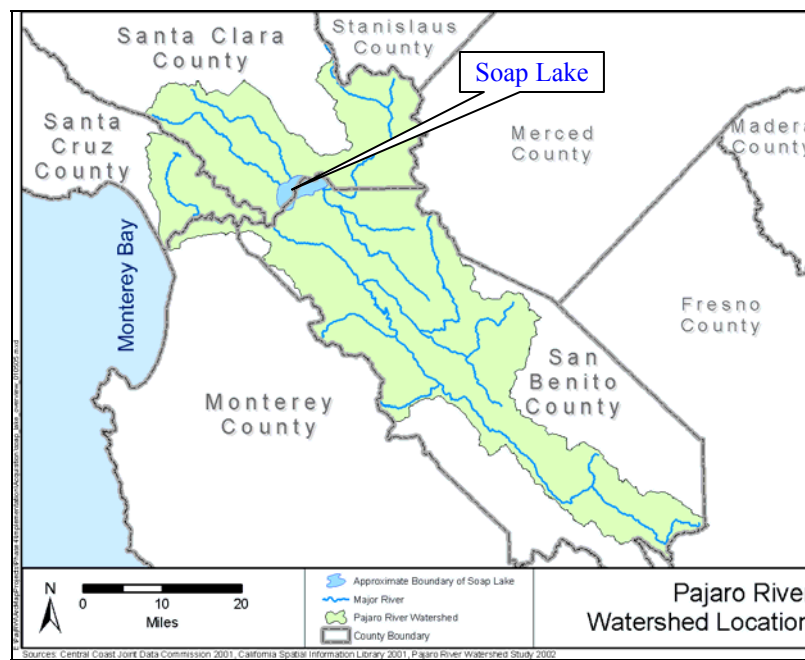 Santa Clara
County
Stanislaus
County
Soap Lake
Santa
Cruz
County
Merced
County
Madera
County
Monterey Bay
Fresno
County
San
Benito
County
Monterey
County
N
0 10 20
Miles
Approximate Boundary of Soap Lake
Major River
Pajaro River Watershed
County Boundary
Pajaro River
Watershed Location
Sources: Central Coast Joint Data Commission 2001, California Spatial Information Library 2001, Pajaro River Watershed Study 2002